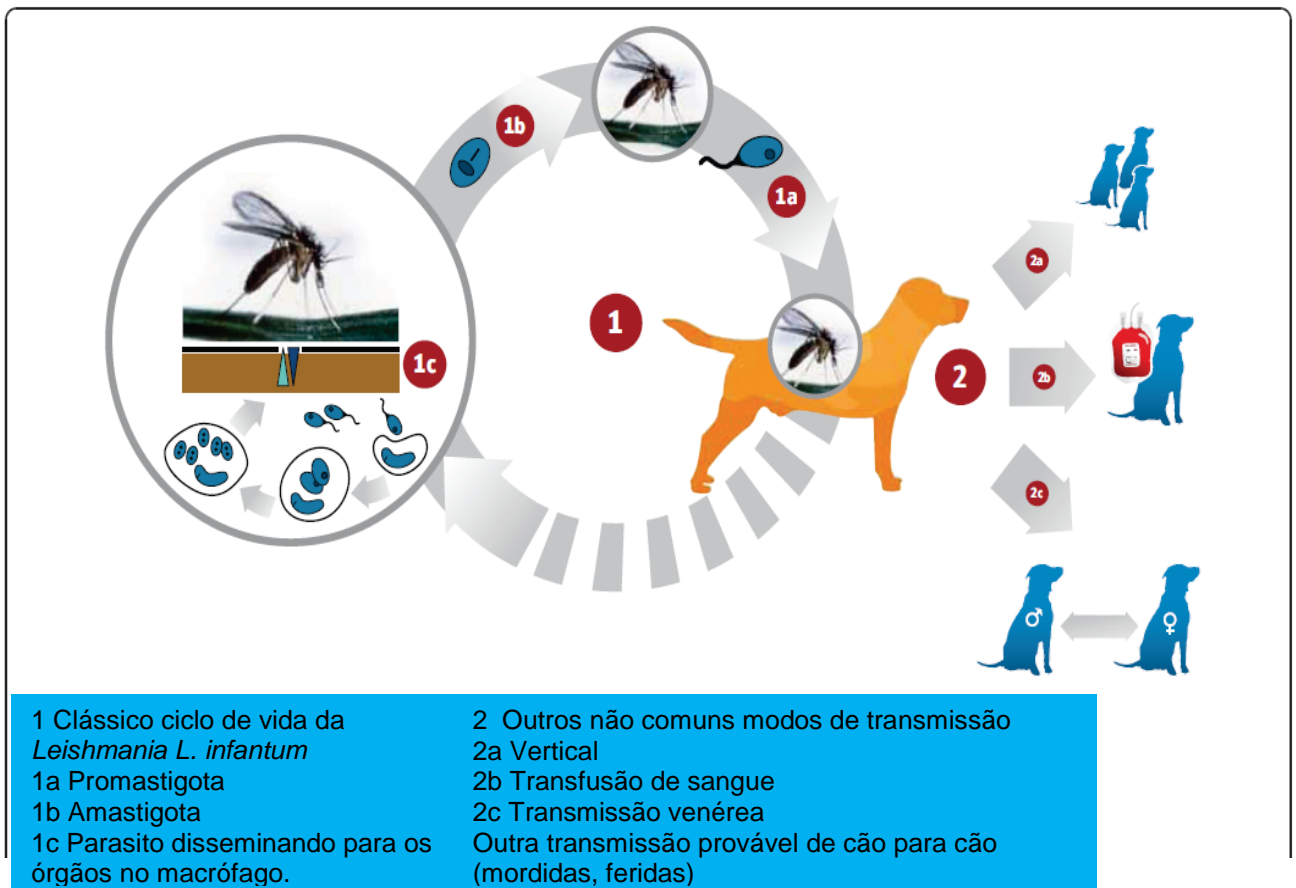 1b
1a
1
1c
2
2a
2b
2c
♂
♀
1 Clássico ciclo de vida da
Leishmania L. infantum
1a Promastigota
1b Amastigota
1c Parasito disseminando para os
órgãos no macrófago.
2 Outros não comuns modos de transmissão
2a Vertical
2b Transfusão de sangue
2c Transmissão venérea
Outra transmissão provável de cão para cão
(mordidas, feridas)